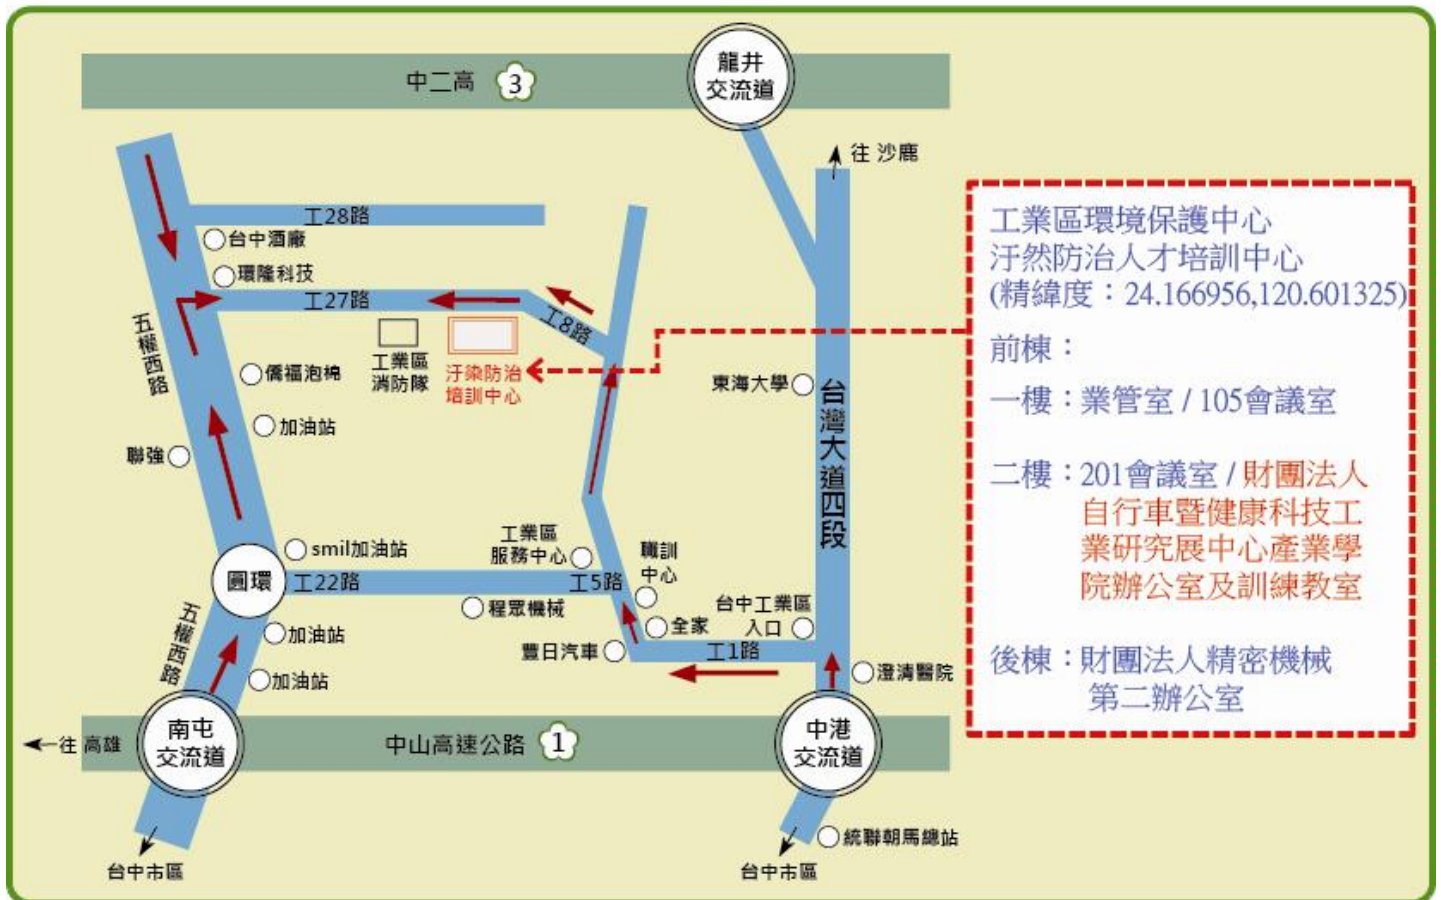 中二高 3
龍井
交流道
往 沙鹿
工28路
台中酒廠
環隆科技
工27路
工8路
五權西路
工業區
消防隊
汙染防治
培訓中心
僑福泡棉
加油站
聯強
東海大學
台灣大道四段
smil加油站
圓環
工22路
工業區
服務中心
工5路
職訓
中心
程眾機械
全家
台中工業區
入口
豐日汽車
工1路
澄清醫院
五權西路
加油站
加油站
往 高雄
南屯
交流道
中山高速公路 1
中港
交流道
台中市區
統聯朝馬總站
台中市區
工業區環境保護中心
汙然防治人才培訓中心
(精緯度：24.166956,120.601325)
前棟：
一樓：業管室 / 105會議室
二樓：201會議室 / 財團法人
自行車暨健康科技工
業研究展中心產業學
院辦公室及訓練教室
後棟：財團法人精密機械
第二辦公室